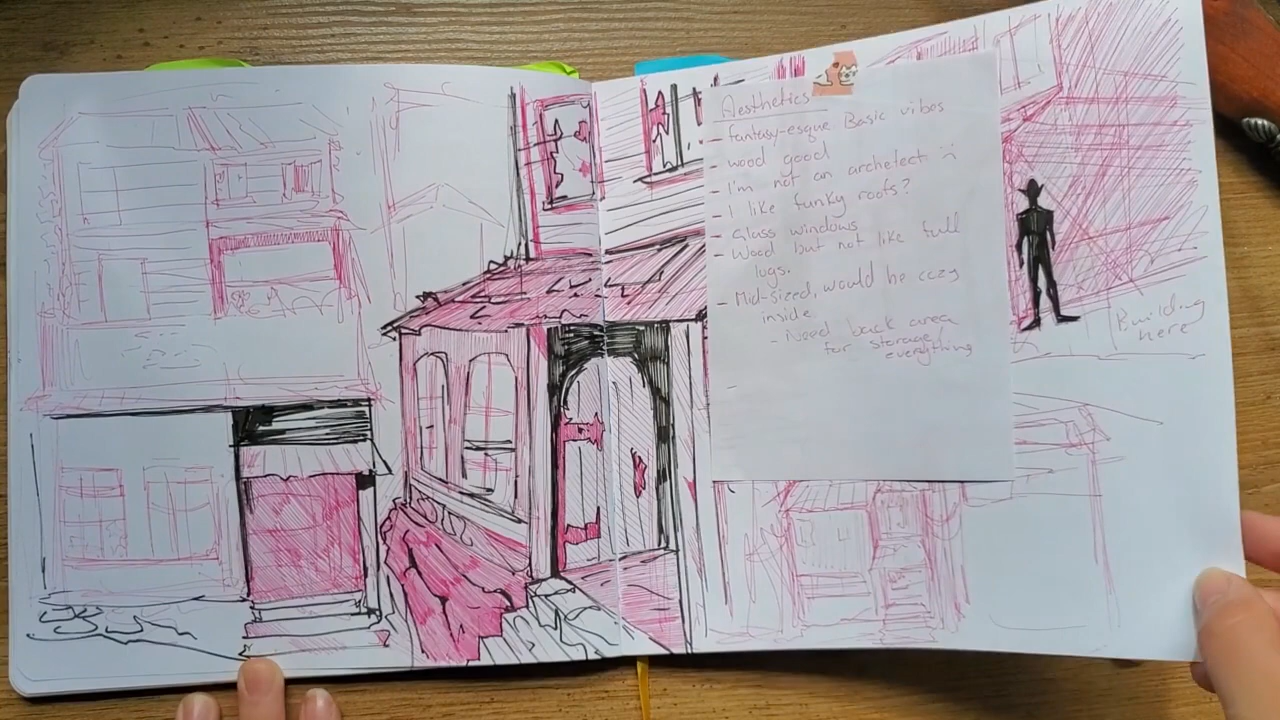 Aesthetics
- fantasy-esque Basic vibes
- wood good
- I'm not an archetect :(
- I like funky roofs?
- Glass windows
- Wood but not like full
logs.
- Mid-sized, would be cozy
inside
- Need back area
for storage/
everything
-
Building
here